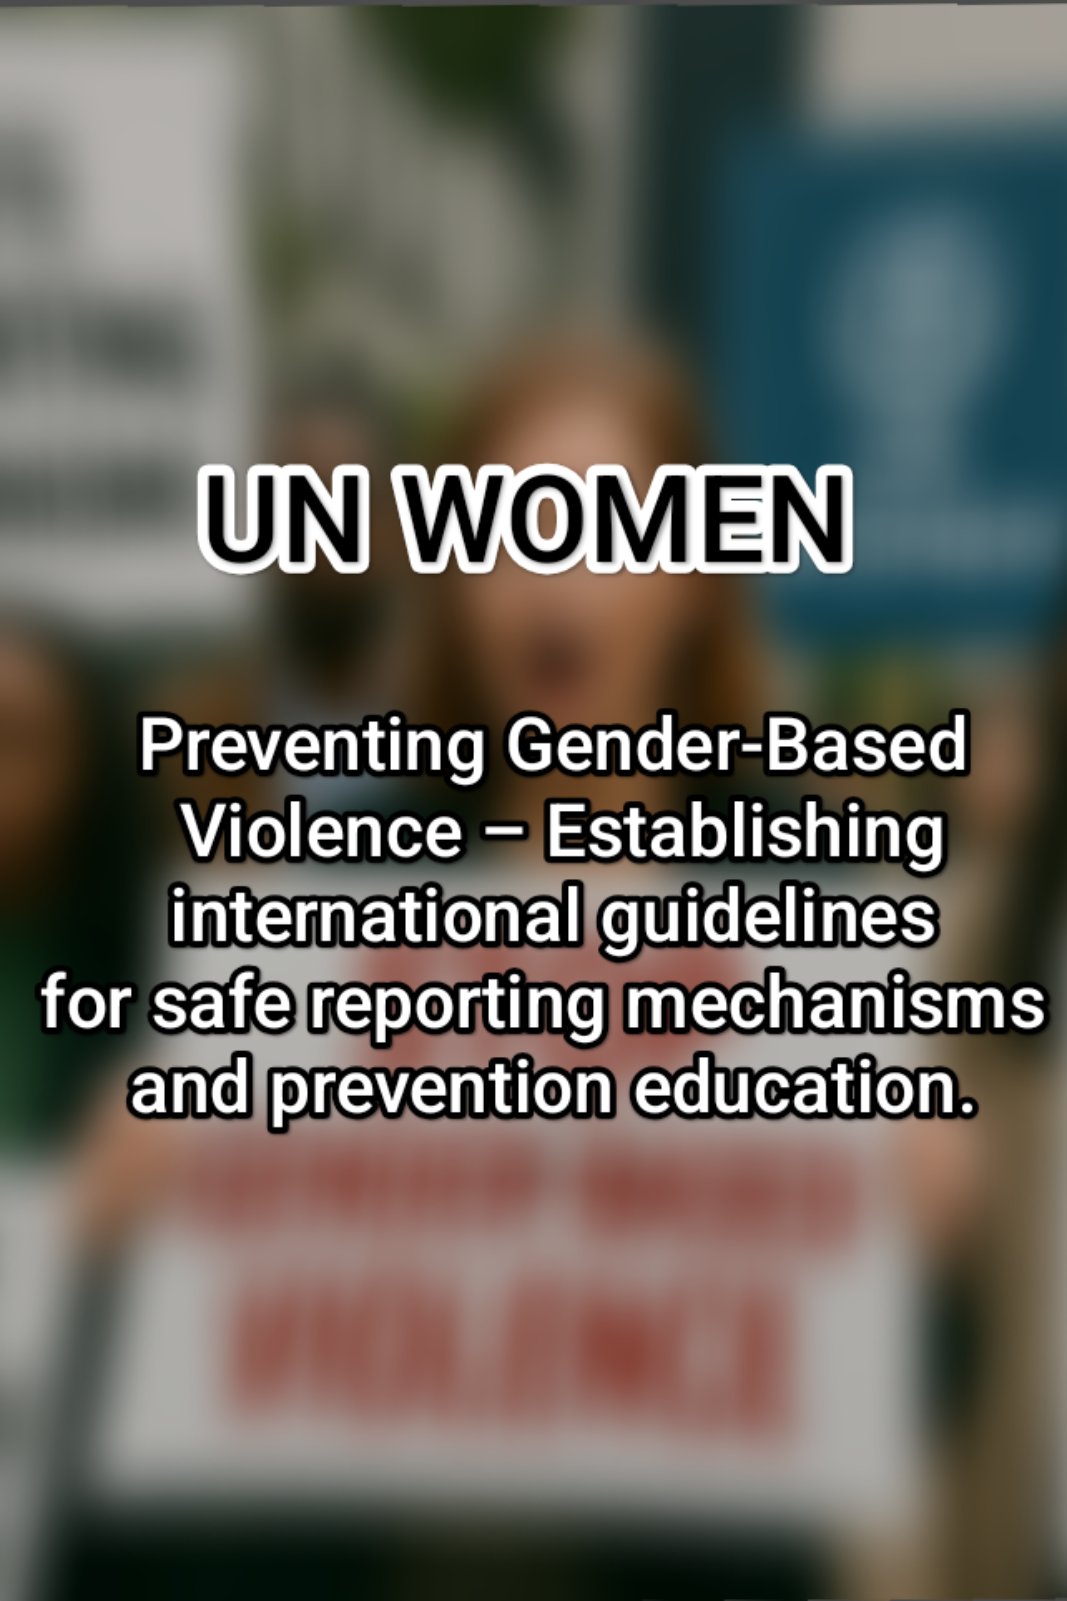 UN WOMEN
Preventing Gender-Based
Violence – Establishing
international guidelines
for safe reporting mechanisms
and prevention education.